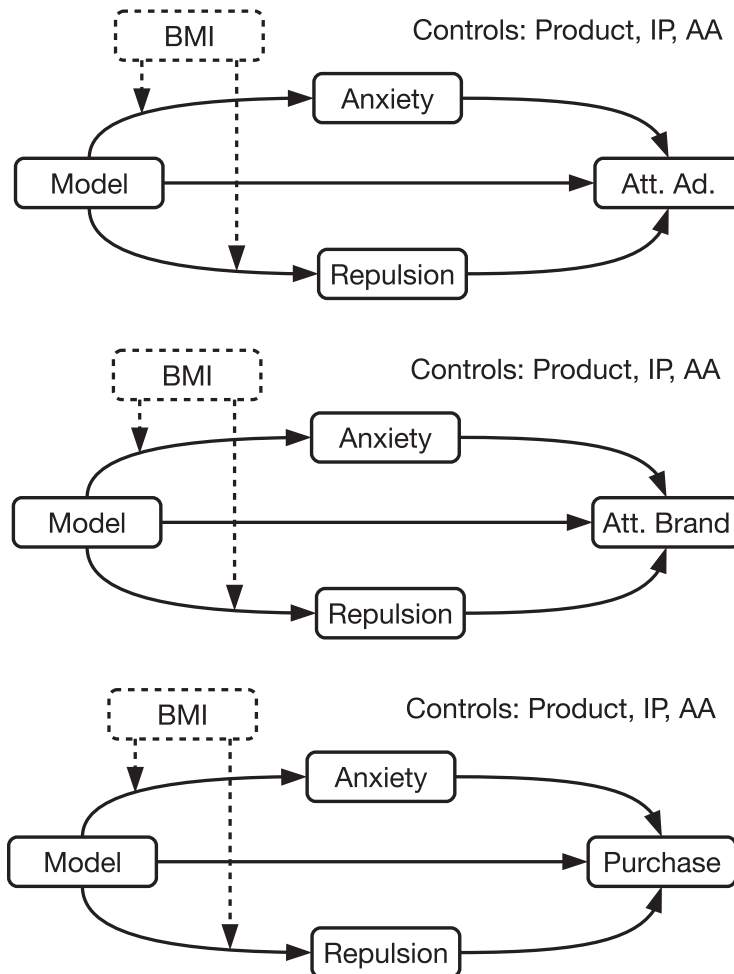 BMI
Controls: Product, IP, AA
Anxiety
Model
Att. Ad.
Repulsion
BMI
Controls: Product, IP, AA
Anxiety
Model
Att. Brand
Repulsion
BMI
Controls: Product, IP, AA
Anxiety
Model
Purchase
Repulsion